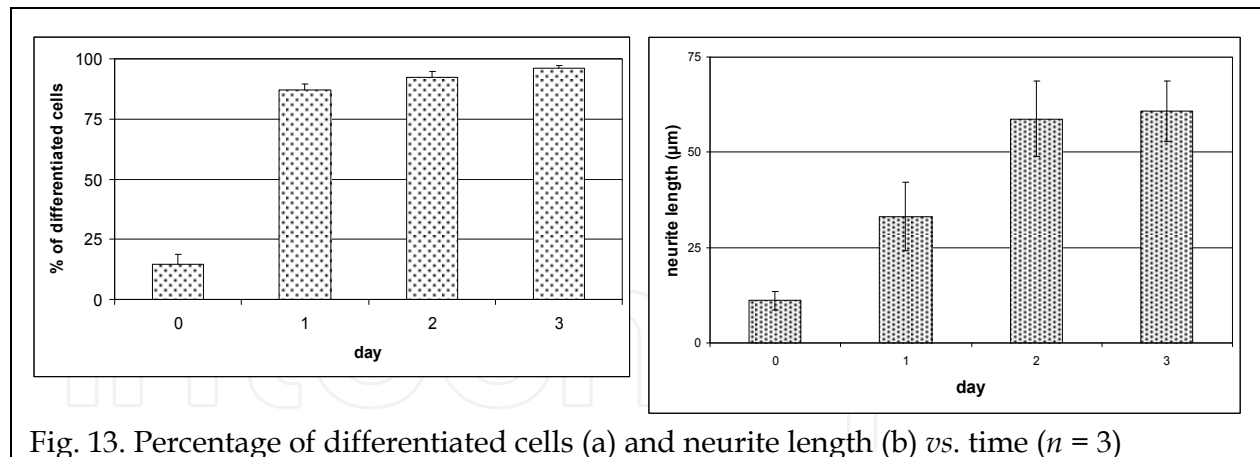 100
75
50
25
0
% of differentiated cells
0 1 2 3
day
75
50
25
0
neurite length (µm)
0 1 2 3
day
Fig. 13. Percentage of differentiated cells (a) and neurite length (b) vs. time (n = 3)